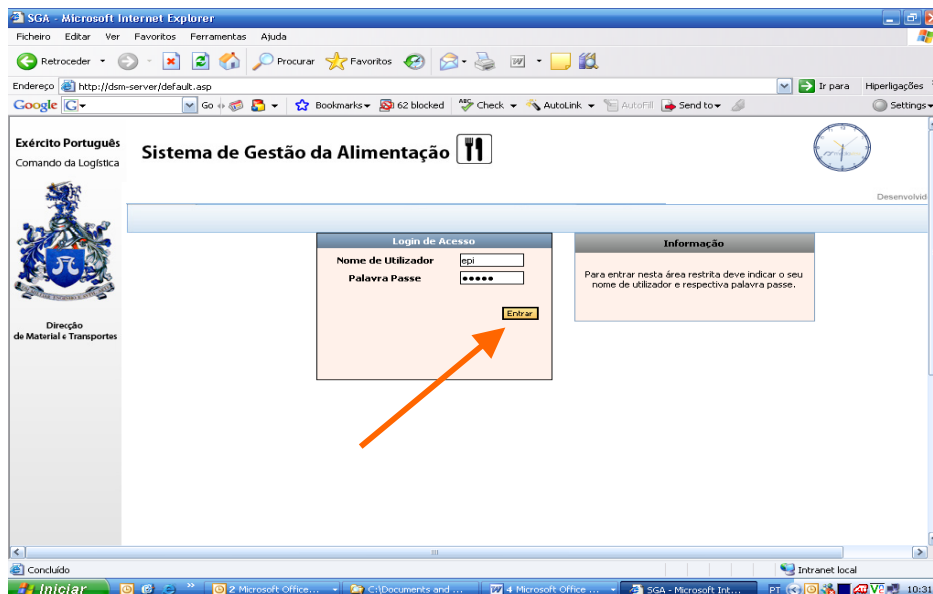 SGA - Microsoft Internet Explorer
Ficheiro Editar Ver Favoritos Ferramentas Ajuda
Retroceder Procurar Favoritos
Endereço http://dsm-server/default.asp Ir para Hiperligações
Google G Go Bookmarks 62 blocked ABC Check AutoLink AutoFill Send to Settings
Exército Português
Comando da Logística
Sistema de Gestão da Alimentação
Desenvolvid
Login de Acesso
Nome de Utilizador epi
Palavra Passe •••••
Entrar
Informação
Para entrar nesta área restrita deve indicar o seu
nome de utilizador e respectiva palavra passe.
Direcção
de Material e Transportes
Concluído Intranet local
Iniciar 2 Microsoft Office... C:\Documents and ... 4 Microsoft Office ... SGA - Microsoft Int... PT 10:31